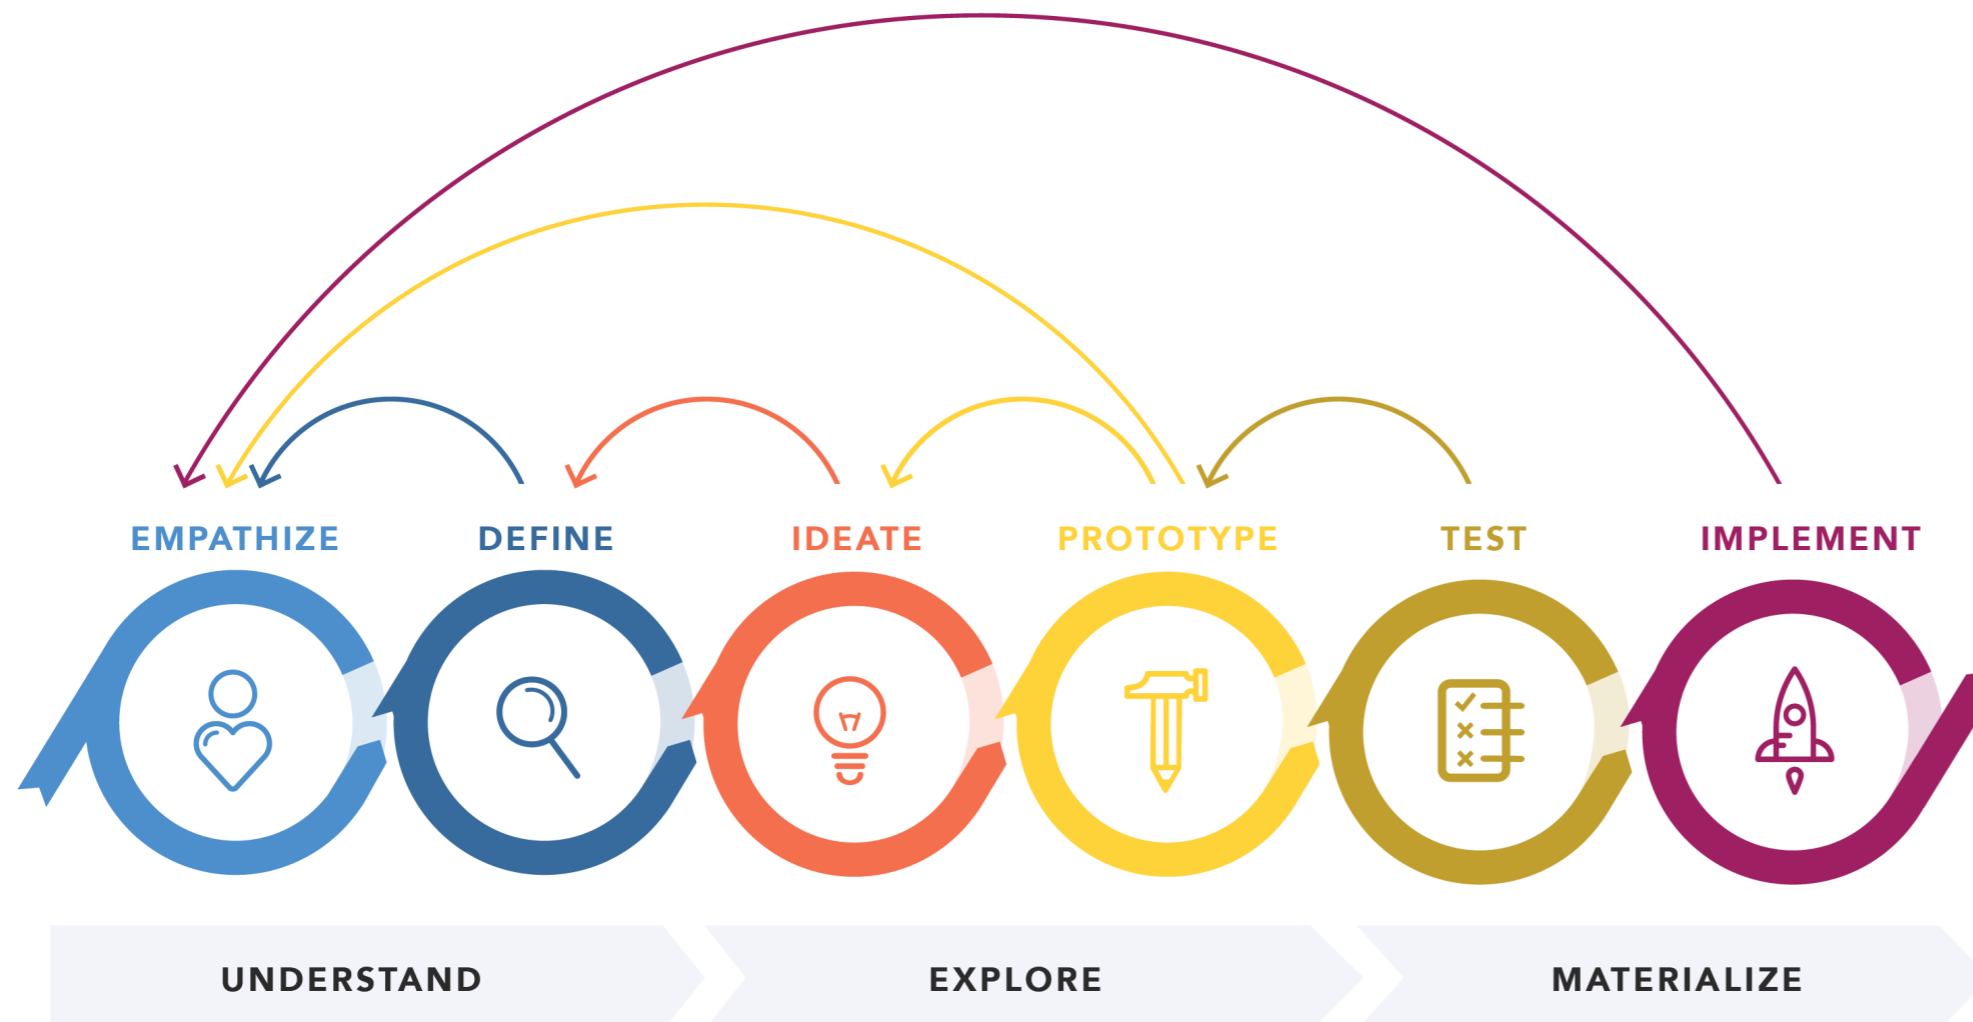 EMPATHIZE
DEFINE
IDEATE
PROTOTYPE
TEST
IMPLEMENT
UNDERSTAND
EXPLORE
MATERIALIZE